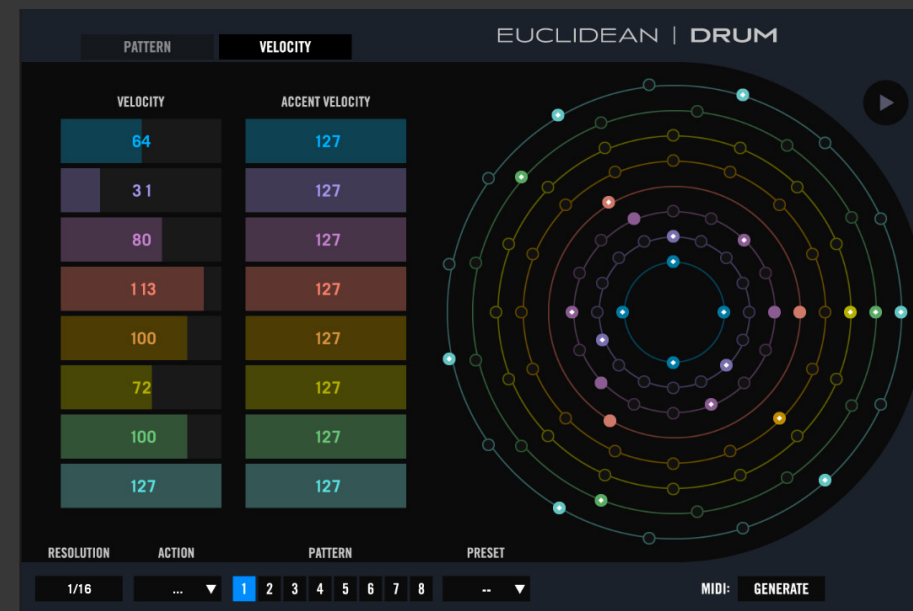 EUCLIDEAN | DRUM
PATTERN VELOCITY
VELOCITY ACCENT VELOCITY
64 127
31 127
80 127
113 127
100 127
72 127
100 127
127 127
RESOLUTION ACTION PATTERN PRESET
1/16 ... 1 2 3 4 5 6 7 8 -- MIDI: GENERATE